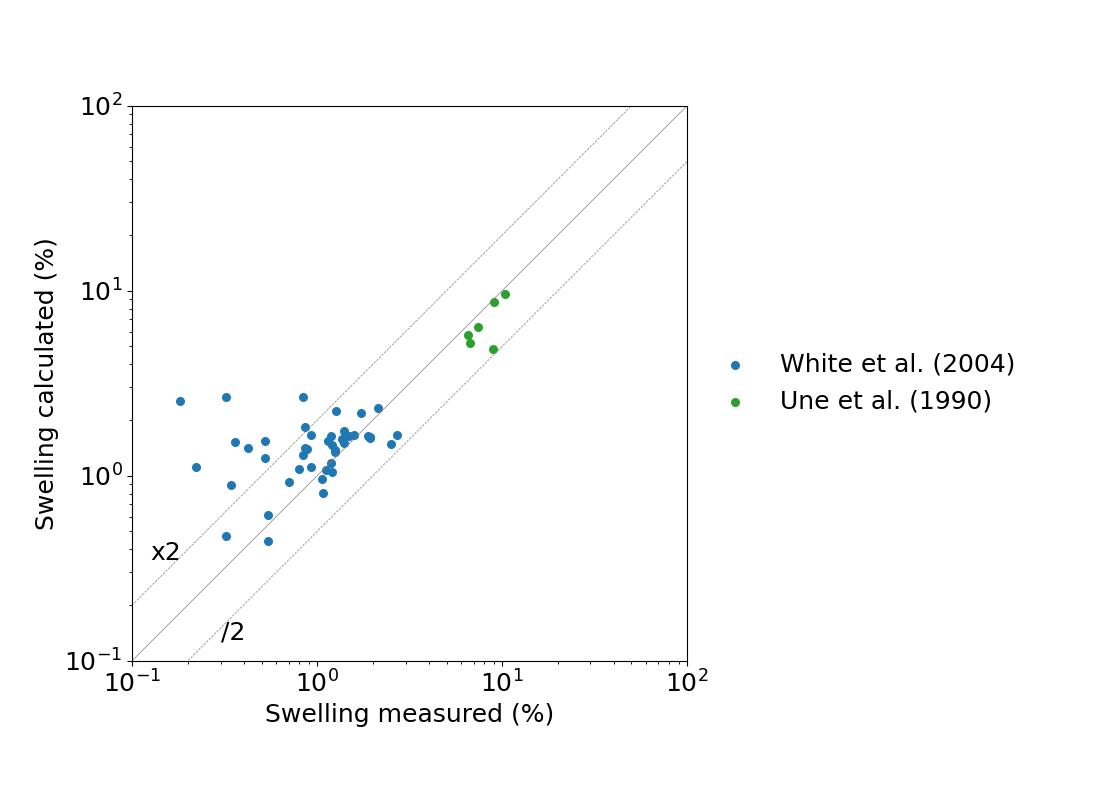 10²
10¹
10⁰
10⁻¹
Swelling calculated (%)
x2
/2
10⁻¹ 10⁰ 10¹ 10²
Swelling measured (%)
White et al. (2004)
Une et al. (1990)